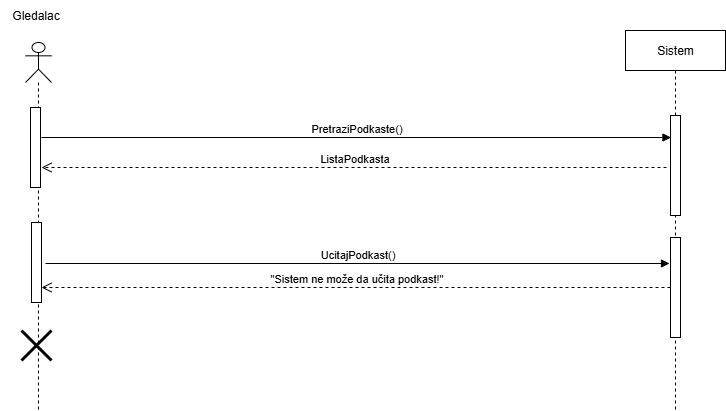 Gledalac
Sistem
PretraziPodkaste()
ListaPodkasta
UcitajPodkast()
"Sistem ne može da učita podkast!"